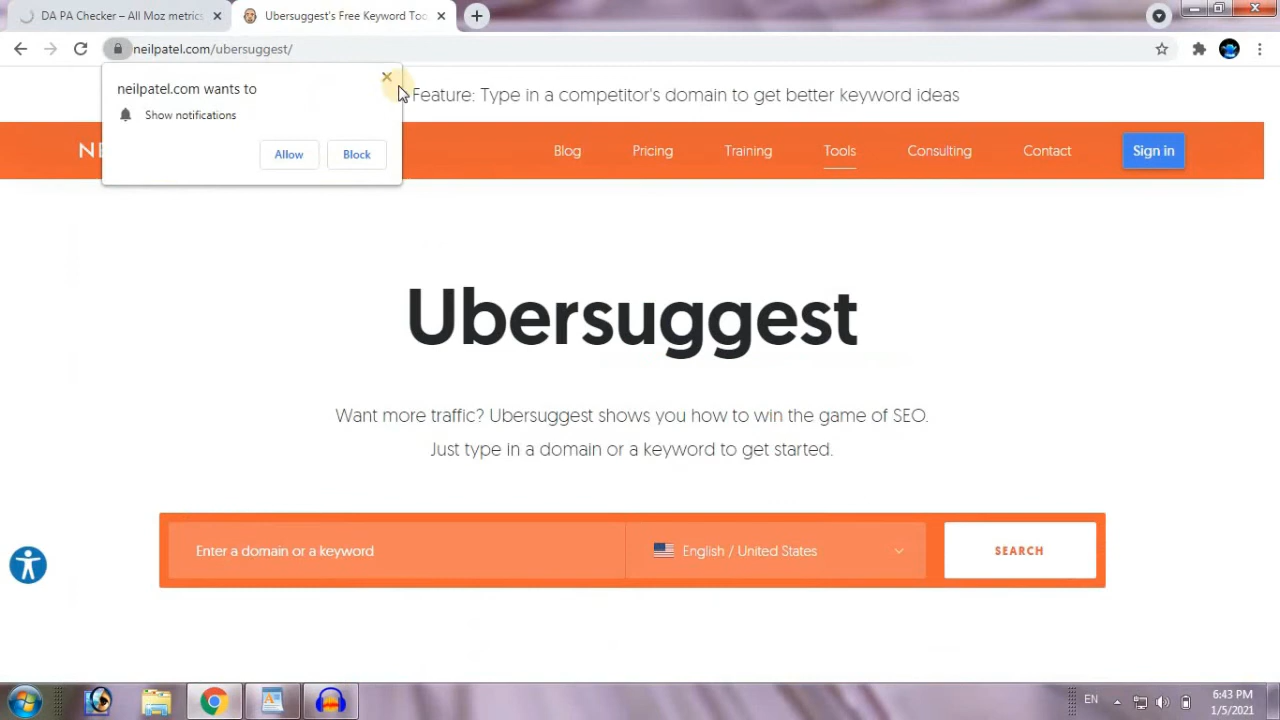 DA PA Checker – All Moz metrics
Ubersuggest's Free Keyword Too
neilpatel.com/ubersuggest/
neilpatel.com wants to
Show notifications
Allow
Block
Feature: Type in a competitor's domain to get better keyword ideas
NE
Blog
Pricing
Training
Tools
Consulting
Contact
Sign in
Ubersuggest
Want more traffic? Ubersuggest shows you how to win the game of SEO.
Just type in a domain or a keyword to get started.
Enter a domain or a keyword
English / United States
SEARCH
EN
6:43 PM
1/5/2021